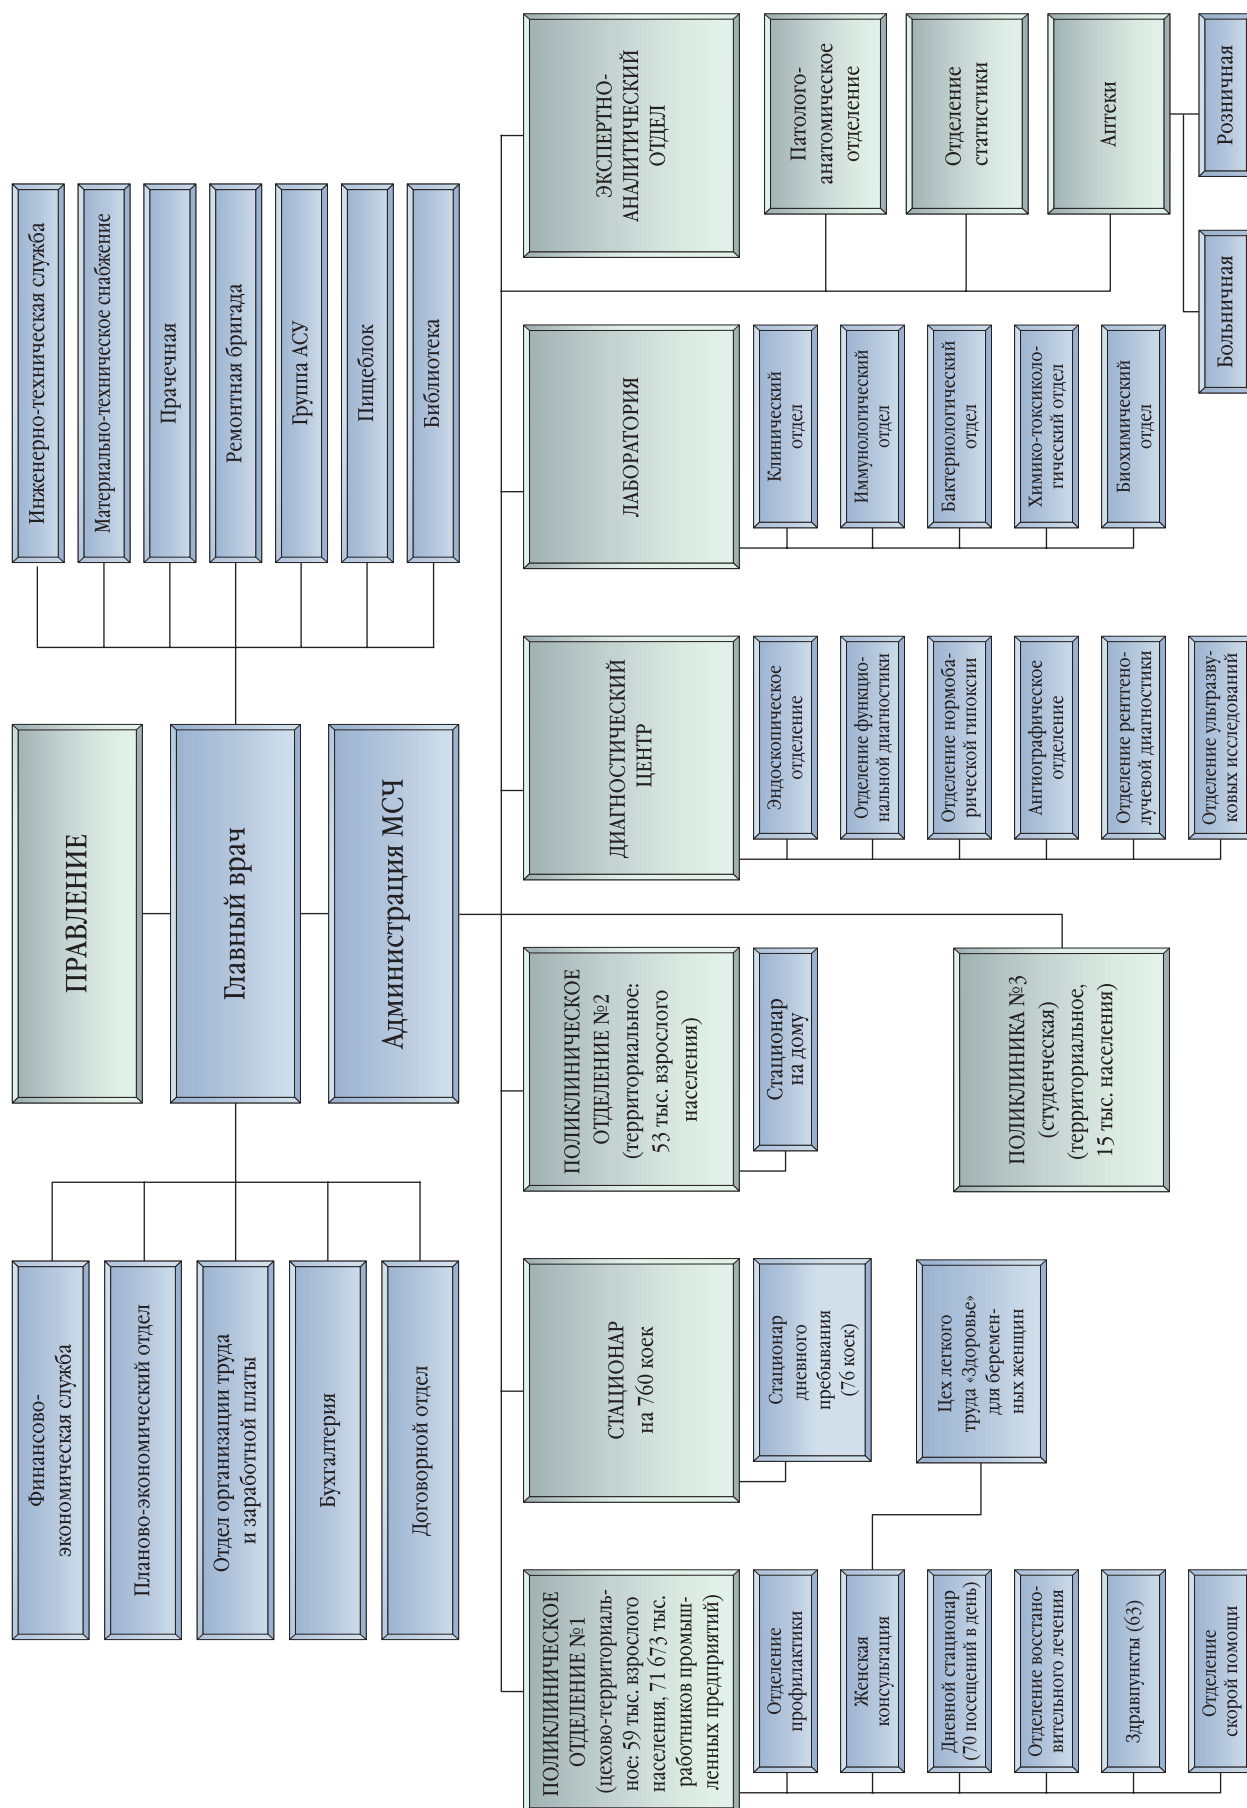 ПРАВЛЕНИЕ
Главный врач
Администрация МСЧ
Финансово-
экономическая служба
Планово-экономический отдел
Отдел организации труда
и заработной платы
Бухгалтерия
Договорной отдел
Инженерно-техническая служба
Материально-техническое снабжение
Прачечная
Ремонтная бригада
Группа АСУ
Пищеблок
Библиотека
ПОЛИКЛИНИЧЕСКОЕ
ОТДЕЛЕНИЕ №1
(цехово-территориаль-
ное: 59 тыс. взрослого
населения, 71 673 тыс.
работников промыш-
ленных предприятий)
Отделение
профилактики
Женская
консультация
Дневной стационар
(70 посещений в день)
Отделение восстано-
вительного лечения
Здравпункты (63)
Отделение
скорой помощи
СТАЦИОНАР
на 760 коек
Стационар
дневного
пребывания
(76 коек)
Цех легкого
труда «Здоровье»
для беремен-
ных женщин
ПОЛИКЛИНИЧЕСКОЕ
ОТДЕЛЕНИЕ №2
(территориальное:
53 тыс. взрослого
населения)
Стационар
на дому
ПОЛИКЛИНИКА №3
(студенческая)
(территориальное,
15 тыс. населения)
ДИАГНОСТИЧЕСКИЙ
ЦЕНТР
Эндоскопическое
отделение
Отделение функцио-
нальной диагностики
Отделение нормоба-
рической гипоксии
Ангиографическое
отделение
Отделение рентгено-
лучевой диагностики
Отделение ультразву-
ковых исследований
ЛАБОРАТОРИЯ
Клинический
отдел
Иммунологический
отдел
Бактериологический
отдел
Химико-токсиколо-
гический отдел
Биохимический
отдел
ЭКСПЕРТНО-
АНАЛИТИЧЕСКИЙ
ОТДЕЛ
Патолого-
анатомическое
отделение
Отделение
статистики
Аптеки
Больничная
Розничная